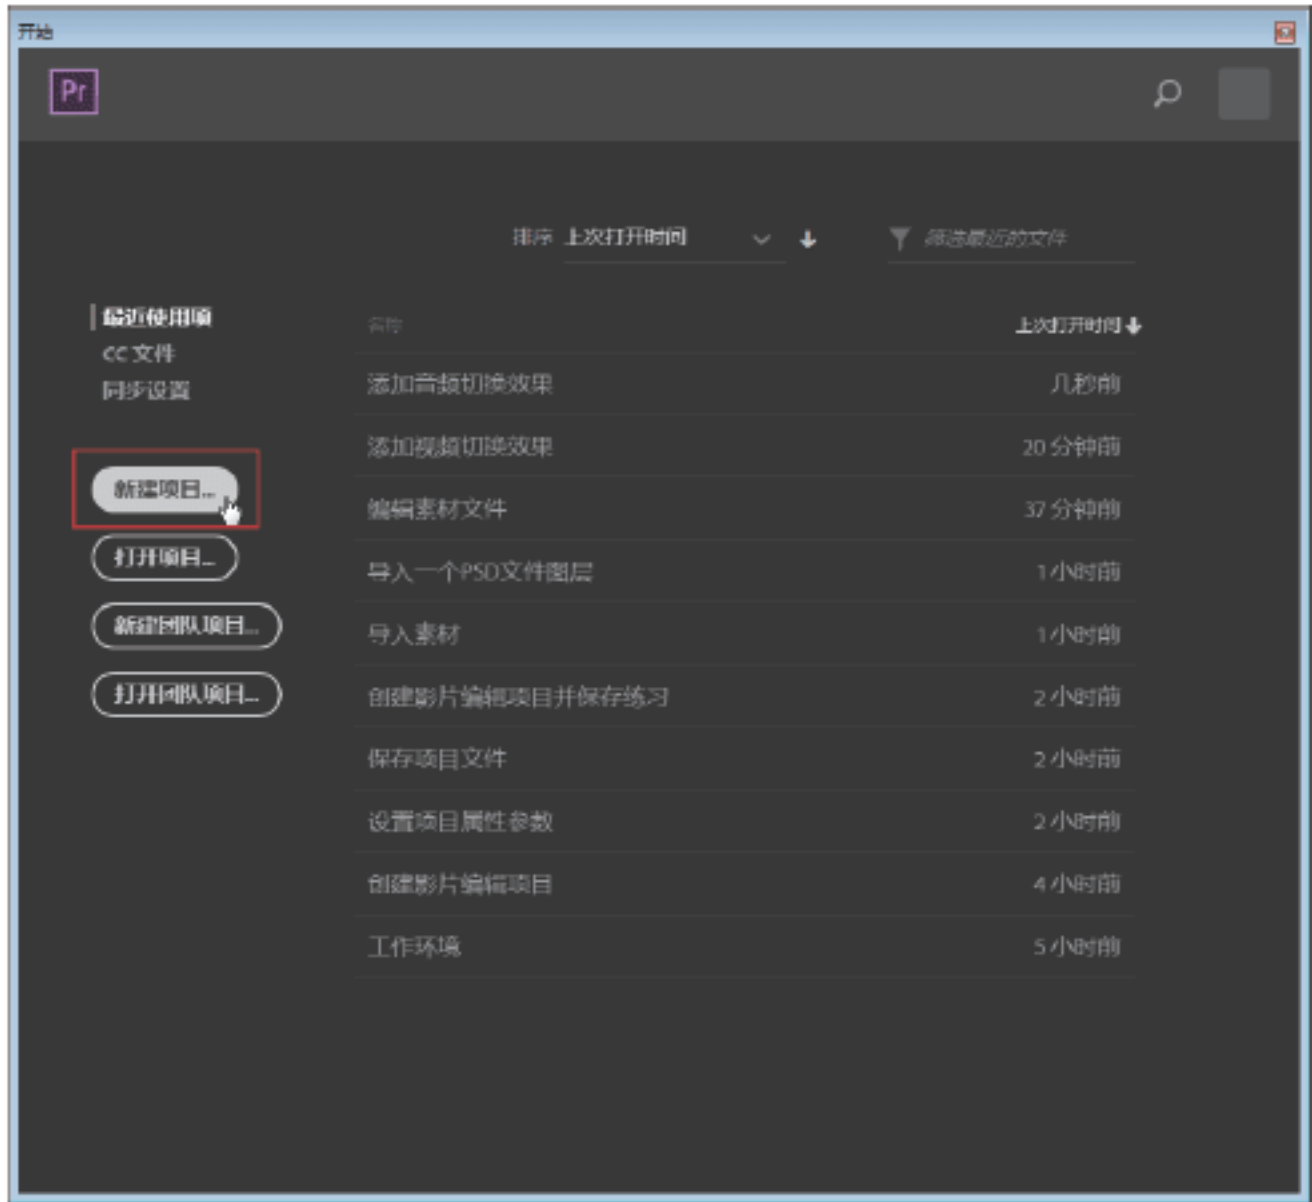 开始
Pr
排序 上次打开时间
筛选最近的文件
最近使用项
CC 文件
同步设置
新建项目...
打开项目...
新建团队项目...
打开团队项目...
名称 上次打开时间
添加音频切换效果 几秒前
添加视频切换效果 20 分钟前
编辑素材文件 37 分钟前
导入一个PSD文件图层 1 小时前
导入素材 1 小时前
创建影片编辑项目并保存练习 2 小时前
保存项目文件 2 小时前
设置项目属性参数 2 小时前
创建影片编辑项目 4 小时前
工作环境 5 小时前